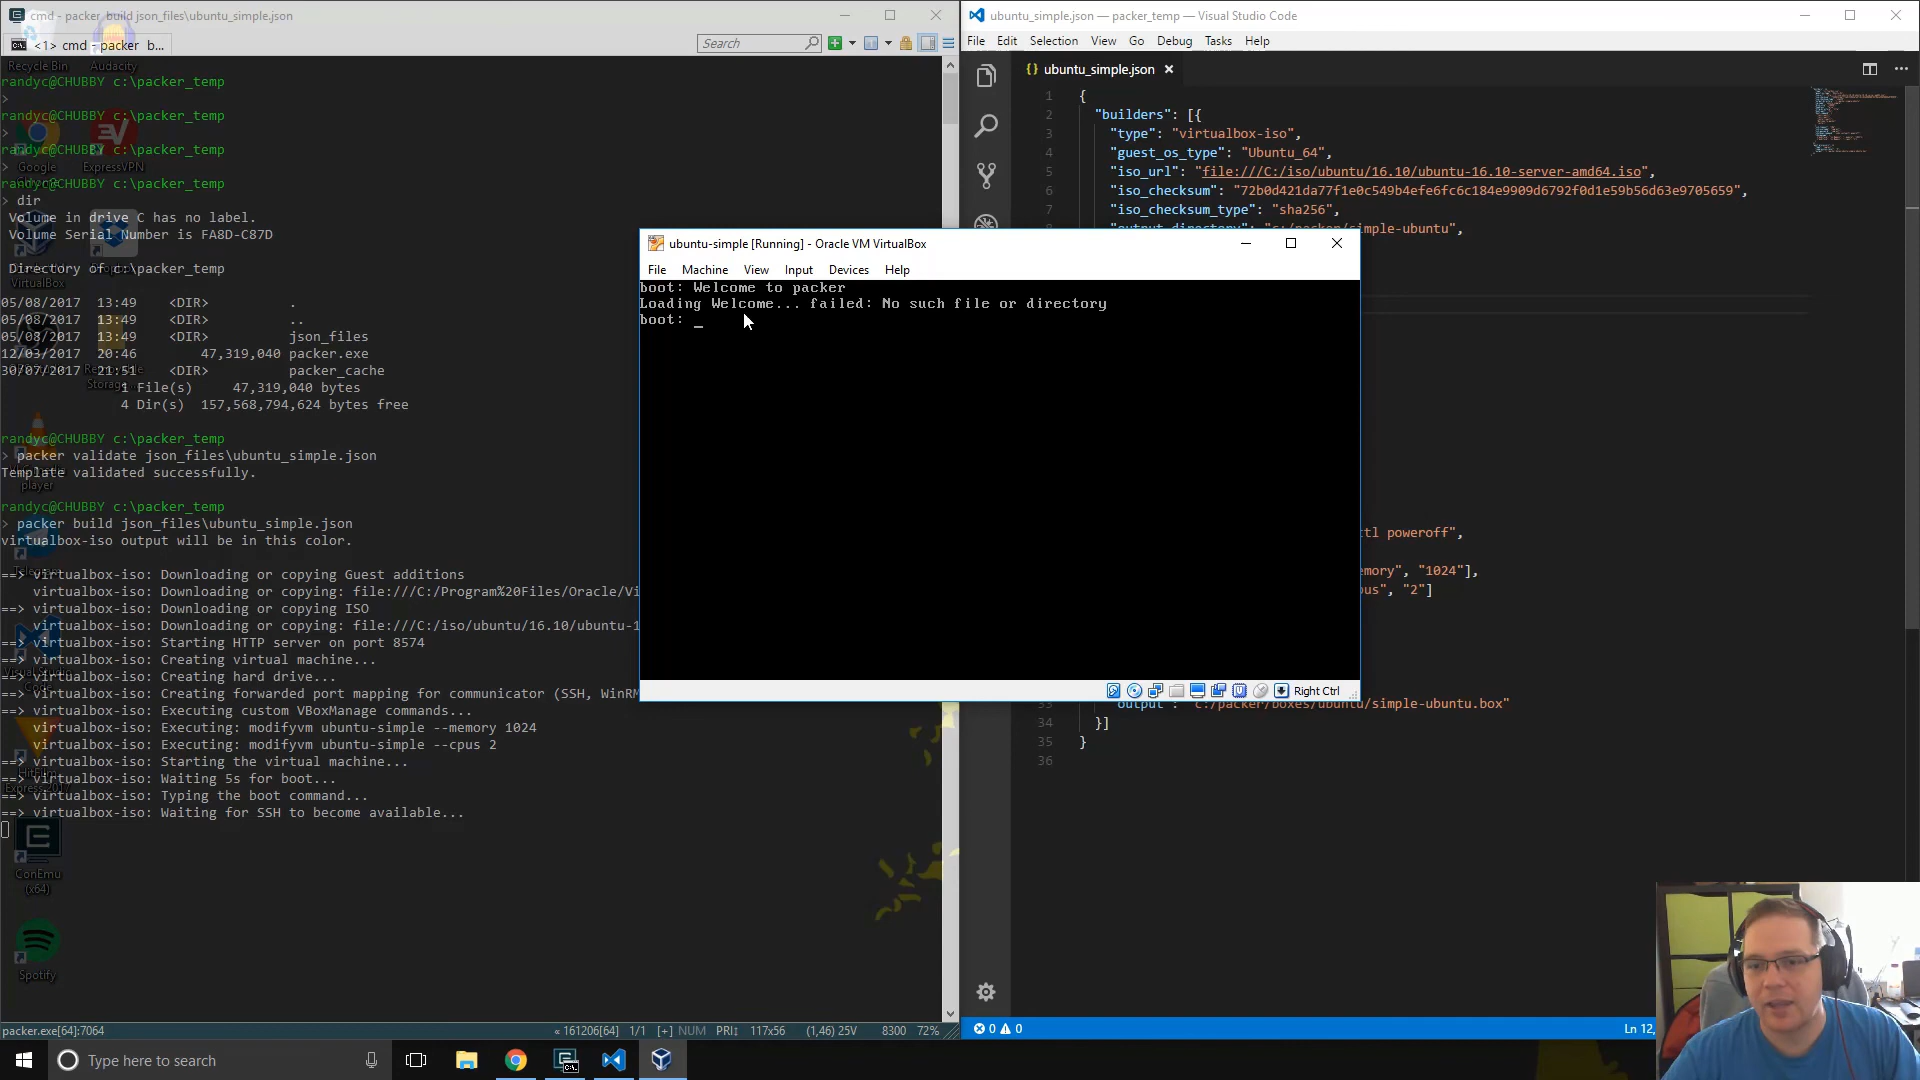 cmd - packer build json_files\ubuntu_simple.json
<1> cmd - packer b...
Search
Recycle Bin
Audacity
randyc@CHUBBY c:\packer_temp
>
randyc@CHUBBY c:\packer_temp
>
randyc@CHUBBY c:\packer_temp
>
Google
ExpressVPN
randyc@CHUBBY c:\packer_temp
> dir
Volume in drive C has no label.
Volume Serial Number is FA8D-C87D
Directory of c:\packer_temp
VirtualBox
05/08/2017 13:49 <DIR> .
05/08/2017 13:49 <DIR> ..
05/08/2017 13:49 <DIR> json_files
12/03/2017 20:46 47,319,040 packer.exe
30/07/2017 21:51 <DIR> packer_cache
1 File(s) 47,319,040 bytes
4 Dir(s) 157,568,794,624 bytes free
randyc@CHUBBY c:\packer_temp
> packer validate json_files\ubuntu_simple.json
Template validated successfully.
player
randyc@CHUBBY c:\packer_temp
> packer build json_files\ubuntu_simple.json
virtualbox-iso output will be in this color.
==> virtualbox-iso: Downloading or copying Guest additions
virtualbox-iso: Downloading or copying: file:///C:/Program%20Files/Oracle/Vi
==> virtualbox-iso: Downloading or copying ISO
virtualbox-iso: Downloading or copying: file:///C:/iso/ubuntu/16.10/ubuntu-1
==> virtualbox-iso: Starting HTTP server on port 8574
==> virtualbox-iso: Creating virtual machine...
==> virtualbox-iso: Creating hard drive...
==> virtualbox-iso: Creating forwarded port mapping for communicator (SSH, WinRM
==> virtualbox-iso: Executing custom VBoxManage commands...
virtualbox-iso: Executing: modifyvm ubuntu-simple --memory 1024
virtualbox-iso: Executing: modifyvm ubuntu-simple --cpus 2
==> virtualbox-iso: Starting the virtual machine...
==> virtualbox-iso: Waiting 5s for boot...
==> virtualbox-iso: Typing the boot command...
==> virtualbox-iso: Waiting for SSH to become available...
ConEmu
(x64)
Spotify
packer.exe[64]:7064
« 161206[64] 1/1 [+] NUM PRI↕ 117x56 (1,46) 25V 8300 72%
ubuntu-simple [Running] - Oracle VM VirtualBox
File Machine View Input Devices Help
boot: Welcome to packer
Loading Welcome... failed: No such file or directory
boot: _
Right Ctrl
ubuntu_simple.json — packer_temp — Visual Studio Code
File Edit Selection View Go Debug Tasks Help
{} ubuntu_simple.json
1 {
2 "builders": [{
3 "type": "virtualbox-iso",
4 "guest_os_type": "Ubuntu_64",
5 "iso_url": "file:///C:/iso/ubuntu/16.10/ubuntu-16.10-server-amd64.iso",
6 "iso_checksum": "72b0d421da77f1e0c549b4efe6fc6c184e9909d6792f0d1e59b56d63e9705659",
7 "iso_checksum_type": "sha256",
"output_directory": "c:/packer/simple-ubuntu",
tl poweroff",
emory", "1024"],
us", "2"]
33 "output": "c:/packer/boxes/ubuntu/simple-ubuntu.box"
34 }]
35 }
36
0 0
Ln 12,
Type here to search